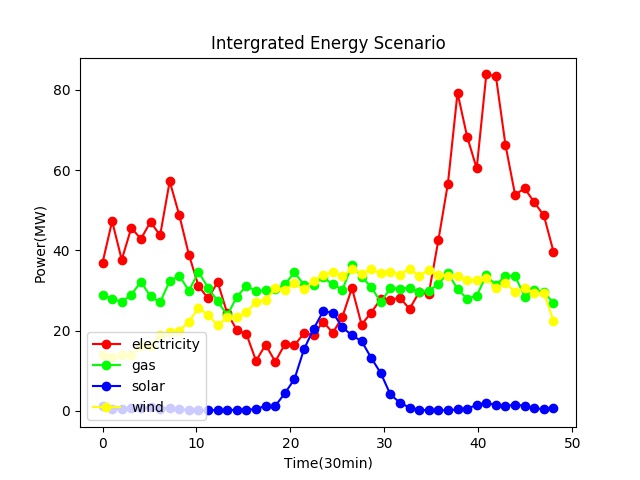 Intergrated Energy Scenario
Power(MW)
80
60
40
20
0
electricity
gas
solar
wind
0 10 20 30 40 50
Time(30min)